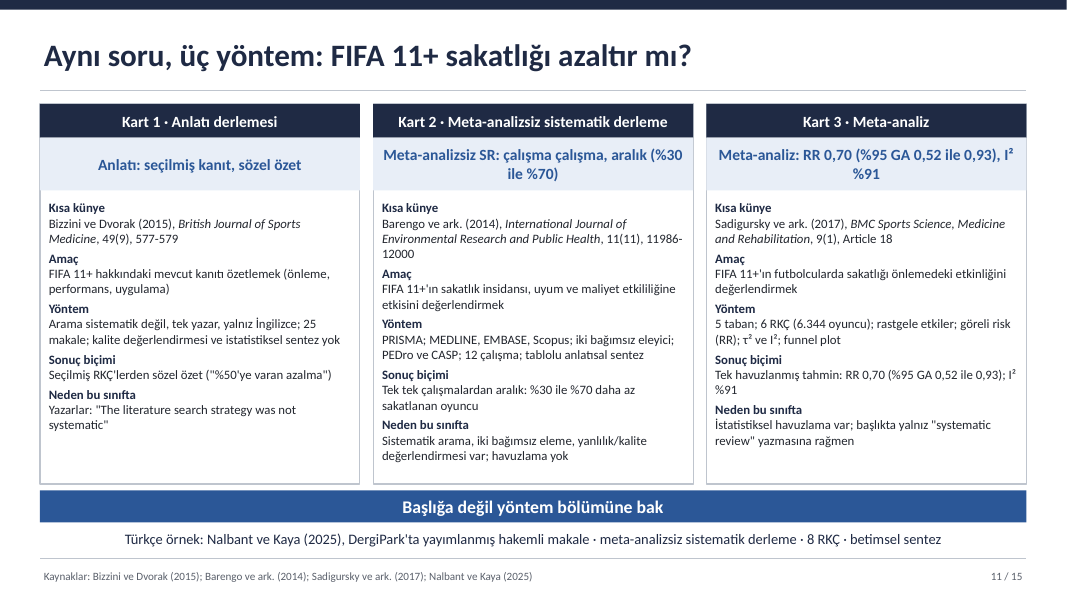 Aynı soru, üç yöntem: FIFA 11+ sakatlığı azaltır mı?
Kart 1 · Anlatı derlemesi
Anlatı: seçilmiş kanıt, sözel özet
Kısa künye
Bizzini ve Dvorak (2015), British Journal of Sports
Medicine, 49(9), 577-579
Amaç
FIFA 11+ hakkındaki mevcut kanıtı özetlemek (önleme,
performans, uygulama)
Yöntem
Arama sistematik değil, tek yazar, yalnız İngilizce; 25
makale; kalite değerlendirmesi ve istatistiksel sentez yok
Sonuç biçimi
Seçilmiş RKÇ'lerden sözel özet ("%50'ye varan azalma")
Neden bu sınıfta
Yazarlar: "The literature search strategy was not
systematic"
Kart 2 · Meta-analizsiz sistematik derleme
Meta-analizsiz SR: çalışma çalışma, aralık (%30
ile %70)
Kısa künye
Barengo ve ark. (2014), International Journal of
Environmental Research and Public Health, 11(11), 11986-
12000
Amaç
FIFA 11+'ın sakatlık insidansı, uyum ve maliyet etkililiğine
etkisini değerlendirmek
Yöntem
PRISMA; MEDLINE, EMBASE, Scopus; iki bağımsız eleyici;
PEDro ve CASP; 12 çalışma; tablolu anlatısal sentez
Sonuç biçimi
Tek tek çalışmalardan aralık: %30 ile %70 daha az
sakatlanan oyuncu
Neden bu sınıfta
Sistematik arama, iki bağımsız eleme, yanlılık/kalite
değerlendirmesi var; havuzlama yok
Kart 3 · Meta-analiz
Meta-analiz: RR 0,70 (%95 GA 0,52 ile 0,93), I²
%91
Kısa künye
Sadigursky ve ark. (2017), BMC Sports Science, Medicine
and Rehabilitation, 9(1), Article 18
Amaç
FIFA 11+'ın futbolcularda sakatlığı önlemedeki etkinliğini
değerlendirmek
Yöntem
5 taban; 6 RKÇ (6.344 oyuncu); rastgele etkiler; göreli risk
(RR); τ² ve I²; funnel plot
Sonuç biçimi
Tek havuzlanmış tahmin: RR 0,70 (%95 GA 0,52 ile 0,93); I²
%91
Neden bu sınıfta
İstatistiksel havuzlama var; başlıkta yalnız "systematic
review" yazmasına rağmen
Başlığa değil yöntem bölümüne bak
Türkçe örnek: Nalbant ve Kaya (2025), DergiPark'ta yayımlanmış hakemli makale · meta-analizsiz sistematik derleme · 8 RKÇ · betimsel sentez
Kaynaklar: Bizzini ve Dvorak (2015); Barengo ve ark. (2014); Sadigursky ve ark. (2017); Nalbant ve Kaya (2025)
11 / 15